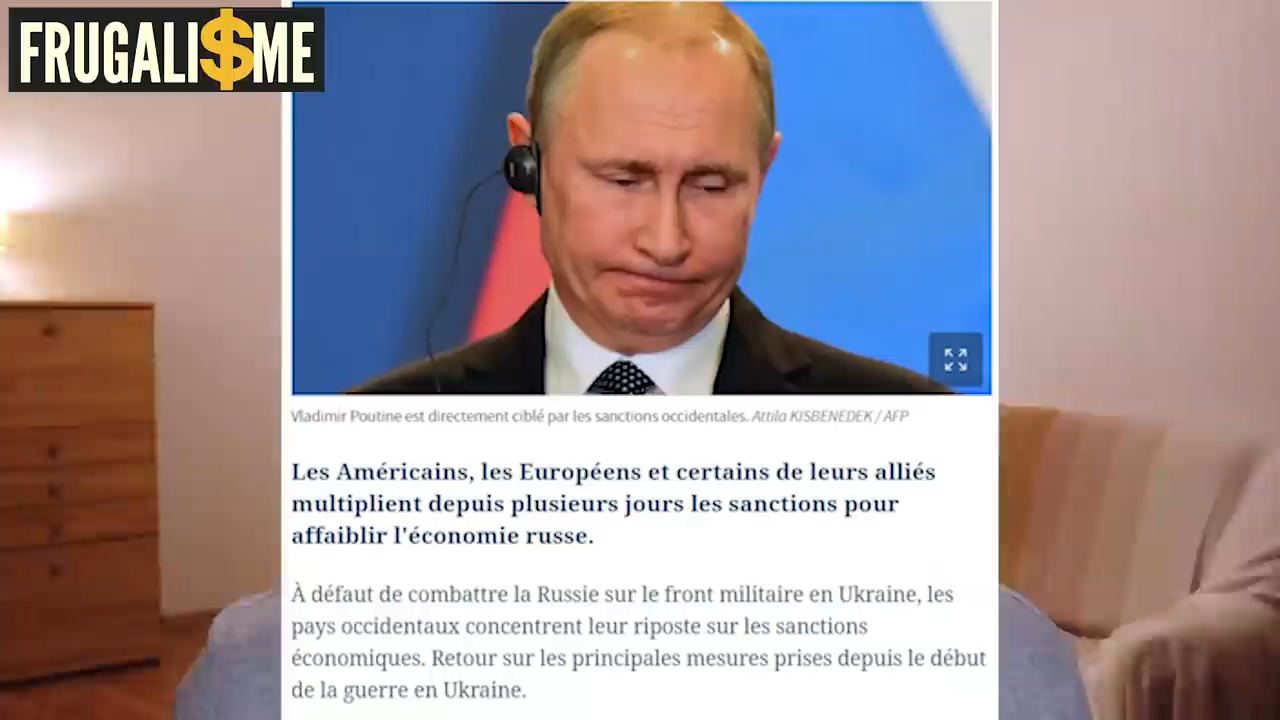 FRUGALI$ME
Vladimir Poutine est directement ciblé par les sanctions occidentales. Attila KISBENEDEK / AFP
Les Américains, les Européens et certains de leurs alliés
multiplient depuis plusieurs jours les sanctions pour
affaiblir l'économie russe.
À défaut de combattre la Russie sur le front militaire en Ukraine, les
pays occidentaux concentrent leur riposte sur les sanctions
économiques. Retour sur les principales mesures prises depuis le début
de la guerre en Ukraine.